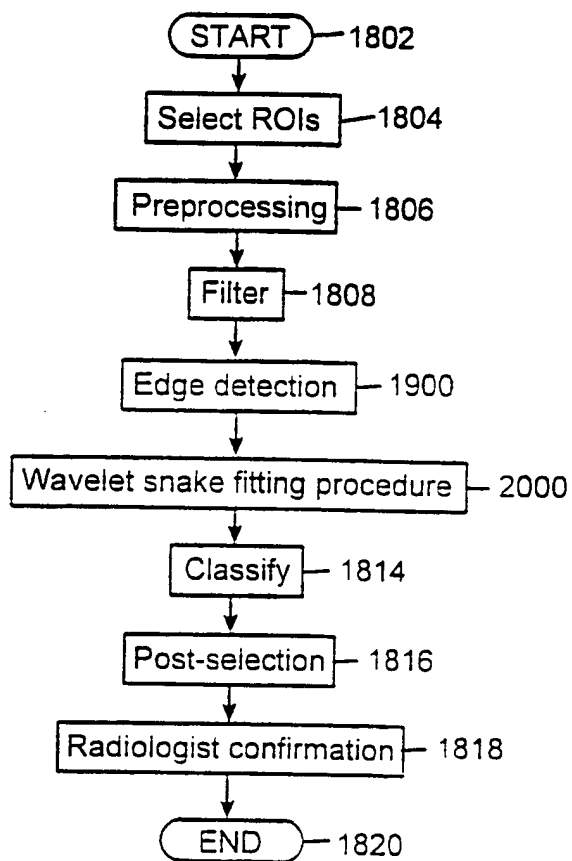 START 1802
Select ROIs 1804
Preprocessing 1806
Filter 1808
Edge detection 1900
Wavelet snake fitting procedure 2000
Classify 1814
Post-selection 1816
Radiologist confirmation 1818
END 1820